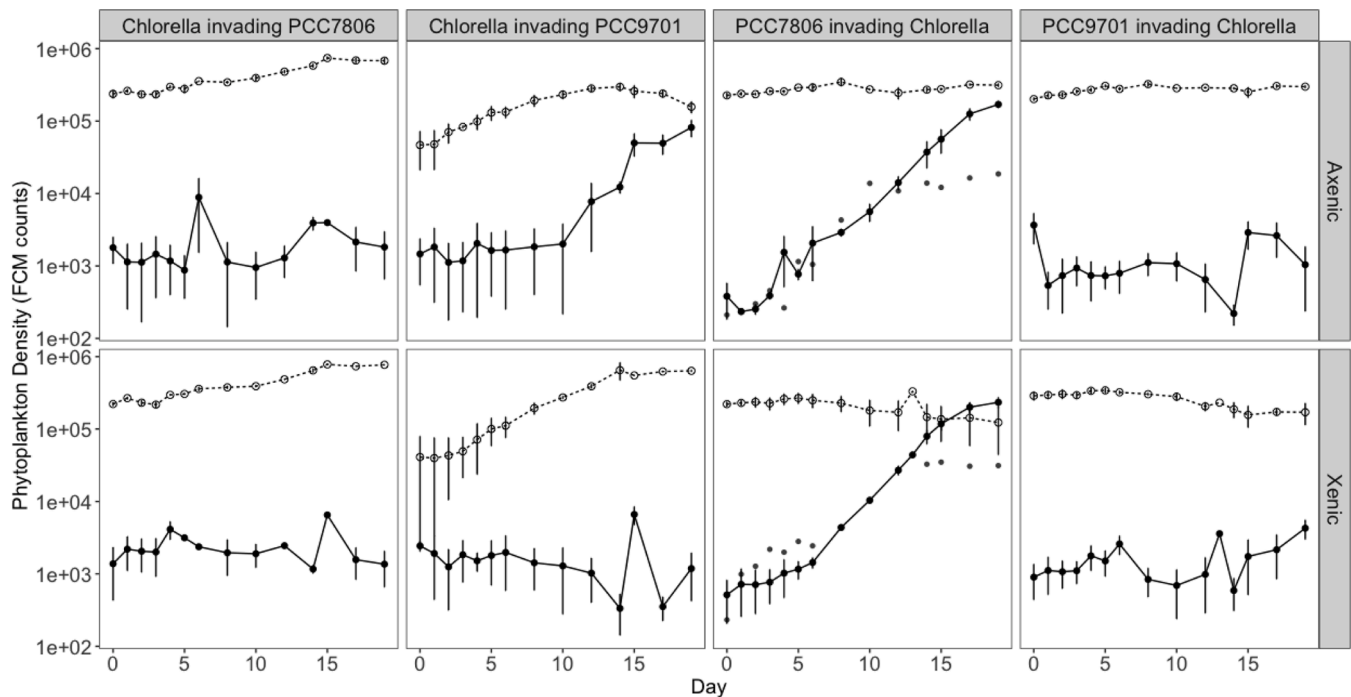 Chlorella invading PCC7806
Chlorella invading PCC9701
PCC7806 invading Chlorella
PCC9701 invading Chlorella
Phytoplankton Density (FCM counts)
1e+06
1e+05
1e+04
1e+03
1e+02
Axenic
1e+06
1e+05
1e+04
1e+03
1e+02
Xenic
0 5 10 15
0 5 10 15
0 5 10 15
0 5 10 15
Day